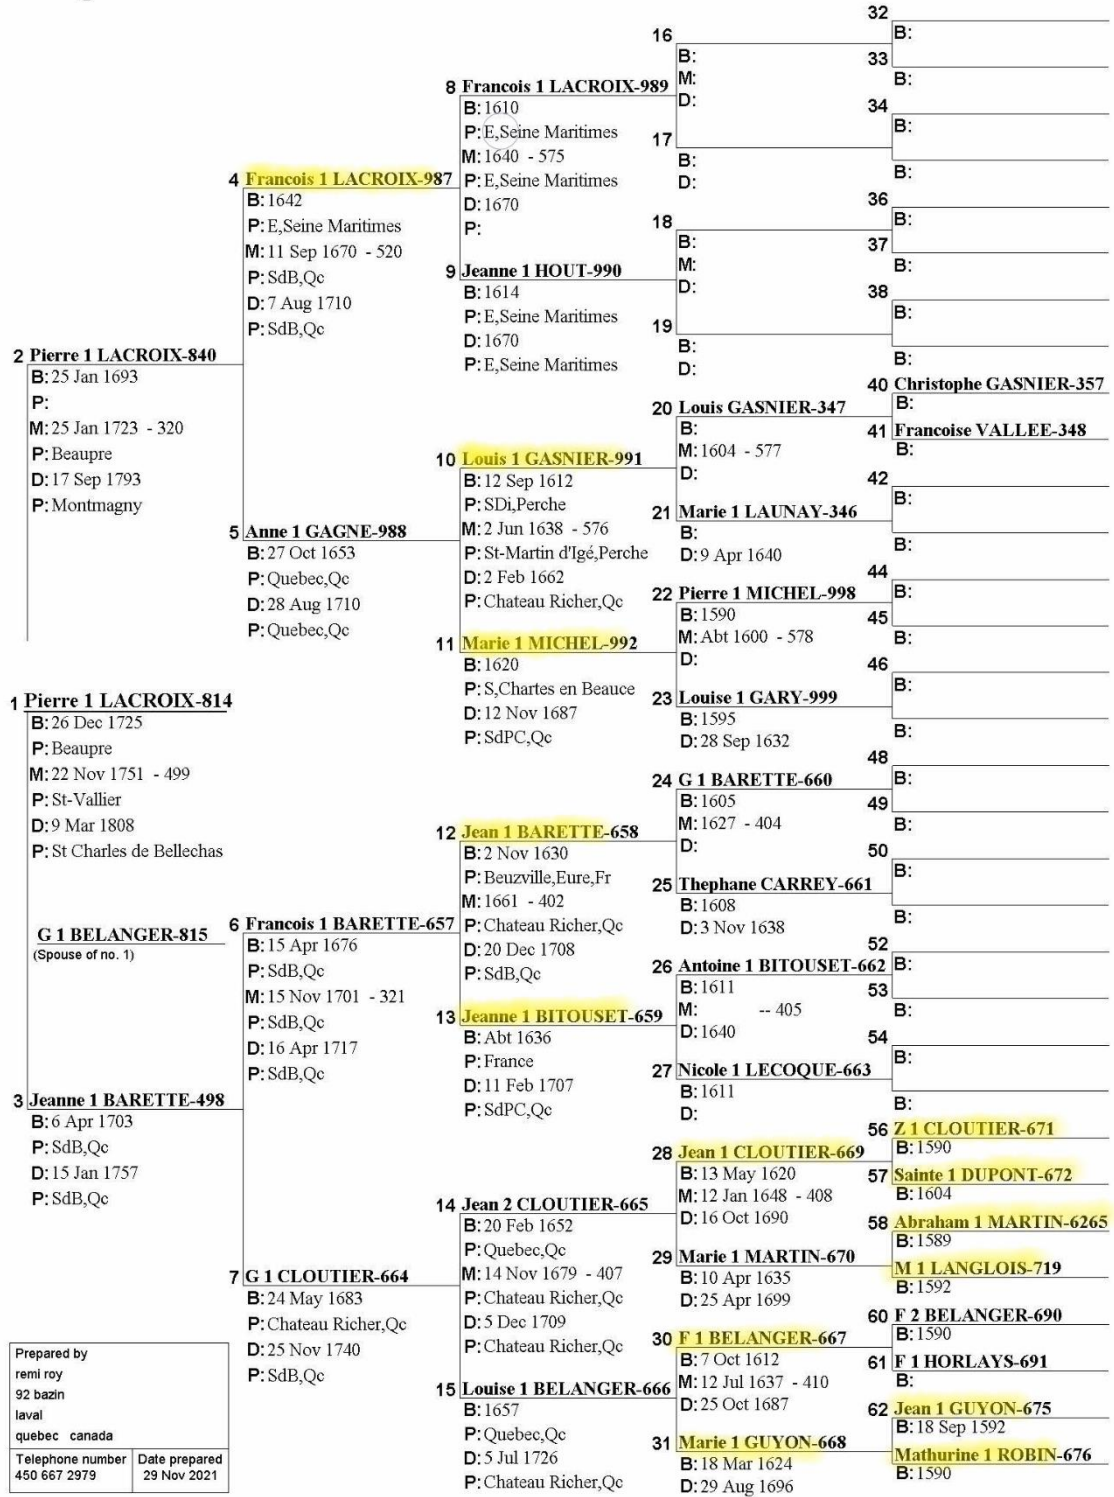 2 Pierre 1 LACROIX-840
B: 25 Jan 1693
P:
M: 25 Jan 1723 - 320
P: Beaupre
D: 17 Sep 1793
P: Montmagny
1 Pierre 1 LACROIX-814
B: 26 Dec 1725
P: Beaupre
M: 22 Nov 1751 - 499
P: St-Vallier
D: 9 Mar 1808
P: St Charles de Bellechas
G 1 BELANGER-815
(Spouse of no. 1)
3 Jeanne 1 BARETTE-498
B: 6 Apr 1703
P: SdB,Qc
D: 15 Jan 1757
P: SdB,Qc
Prepared by
remi roy
92 bazin
laval
quebec canada
Telephone number
450 667 2979
Date prepared
29 Nov 2021
4 Francois 1 LACROIX-987
B: 1642
P: E,Seine Maritimes
M: 11 Sep 1670 - 520
P: SdB,Qc
D: 7 Aug 1710
P: SdB,Qc
5 Anne 1 GAGNE-988
B: 27 Oct 1653
P: Quebec,Qc
D: 28 Aug 1710
P: Quebec,Qc
6 Francois 1 BARETTE-657
B: 15 Apr 1676
P: SdB,Qc
M: 15 Nov 1701 - 321
P: SdB,Qc
D: 16 Apr 1717
P: SdB,Qc
7 G 1 CLOUTIER-664
B: 24 May 1683
P: Chateau Richer,Qc
D: 25 Nov 1740
P: SdB,Qc
8 Francois 1 LACROIX-989
B: 1610
P: E,Seine Maritimes
M: 1640 - 575
P: E,Seine Maritimes
D: 1670
P:
9 Jeanne 1 HOUT-990
B: 1614
P: E,Seine Maritimes
D: 1670
P: E,Seine Maritimes
10 Louis 1 GASNIER-991
B: 12 Sep 1612
P: SDi,Perche
M: 2 Jun 1638 - 576
P: St-Martin d'Igé,Perche
D: 2 Feb 1662
P: Chateau Richer,Qc
11 Marie 1 MICHEL-992
B: 1620
P: S,Chartes en Beauce
D: 12 Nov 1687
P: SdPC,Qc
12 Jean 1 BARETTE-658
B: 2 Nov 1630
P: Beuzville,Eure,Fr
M: 1661 - 402
P: Chateau Richer,Qc
D: 20 Dec 1708
P: SdB,Qc
13 Jeanne 1 BITOUSET-659
B: Abt 1636
P: France
D: 11 Feb 1707
P: SdPC,Qc
14 Jean 2 CLOUTIER-665
B: 20 Feb 1652
P: Quebec,Qc
M: 14 Nov 1679 - 407
P: Chateau Richer,Qc
D: 5 Dec 1709
P: Chateau Richer,Qc
15 Louise 1 BELANGER-666
B: 1657
P: Quebec,Qc
D: 5 Jul 1726
P: Chateau Richer,Qc
16
B:
M:
D:
17
B:
D:
18
B:
M:
D:
19
B:
D:
20 Louis GASNIER-347
B:
M: 1604 - 577
D:
21 Marie 1 LAUNAY-346
B:
D: 9 Apr 1640
22 Pierre 1 MICHEL-998
B: 1590
M: Abt 1600 - 578
D:
23 Louise 1 GARY-999
B: 1595
D: 28 Sep 1632
24 G 1 BARETTE-660
B: 1605
M: 1627 - 404
D:
25 Thephane CARREY-661
B: 1608
D: 3 Nov 1638
26 Antoine 1 BITOUSET-662
B: 1611
M: -- 405
D: 1640
27 Nicole 1 LECOQUE-663
B: 1611
D:
28 Jean 1 CLOUTIER-669
B: 13 May 1620
M: 12 Jan 1648 - 408
D: 16 Oct 1690
29 Marie 1 MARTIN-670
B: 10 Apr 1635
D: 25 Apr 1699
30 F 1 BELANGER-667
B: 7 Oct 1612
M: 12 Jul 1637 - 410
D: 25 Oct 1687
31 Marie 1 GUYON-668
B: 18 Mar 1624
D: 29 Aug 1696
32
B:
33
B:
34
B:
B:
36
B:
37
B:
38
B:
B:
40 Christophe GASNIER-357
B:
41 Francoise VALLEE-348
B:
42
B:
B:
44
B:
45
B:
46
B:
B:
48
B:
49
B:
50
B:
B:
52
B:
53
B:
54
B:
B:
56 Z 1 CLOUTIER-671
B: 1590
57 Sainte 1 DUPONT-672
B: 1604
58 Abraham 1 MARTIN-6265
B: 1589
M 1 LANGLOIS-719
B: 1592
60 F 2 BELANGER-690
B: 1590
61 F 1 HORLAYS-691
B:
62 Jean 1 GUYON-675
B: 18 Sep 1592
Mathurine 1 ROBIN-676
B: 1590